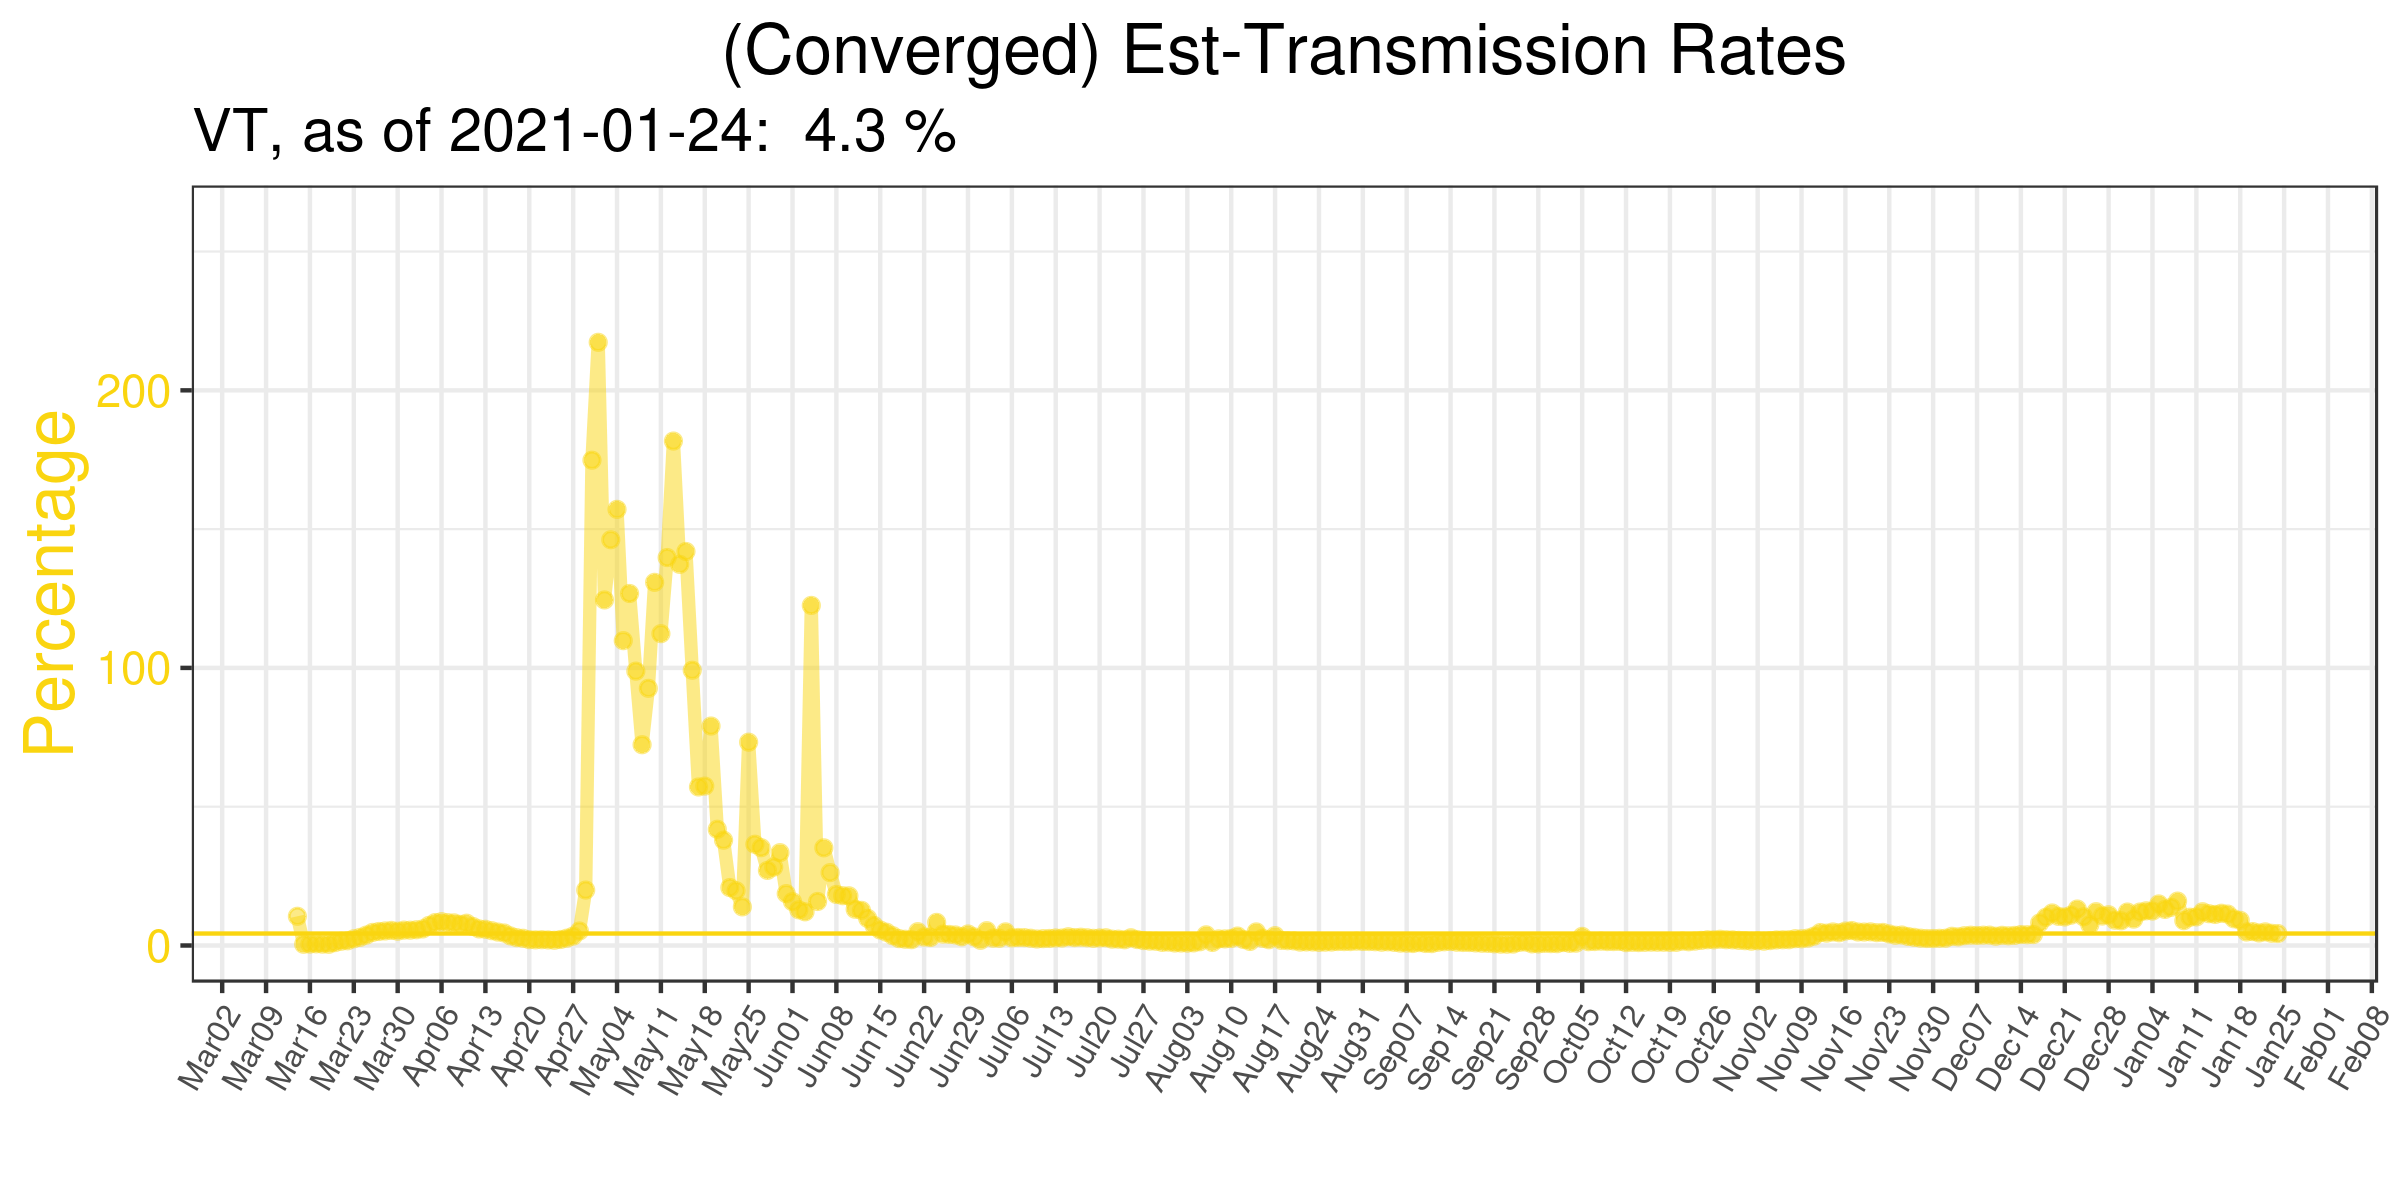 (Converged) Est-Transmission Rates
VT, as of 2021-01-24:  4.3 %
Percentage
200
100
0
Mar02
Mar09
Mar16
Mar23
Mar30
Apr06
Apr13
Apr20
Apr27
May04
May11
May18
May25
Jun01
Jun08
Jun15
Jun22
Jun29
Jul06
Jul13
Jul20
Jul27
Aug03
Aug10
Aug17
Aug24
Aug31
Sep07
Sep14
Sep21
Sep28
Oct05
Oct12
Oct19
Oct26
Nov02
Nov09
Nov16
Nov23
Nov30
Dec07
Dec14
Dec21
Dec28
Jan04
Jan11
Jan18
Jan25
Feb01
Feb08